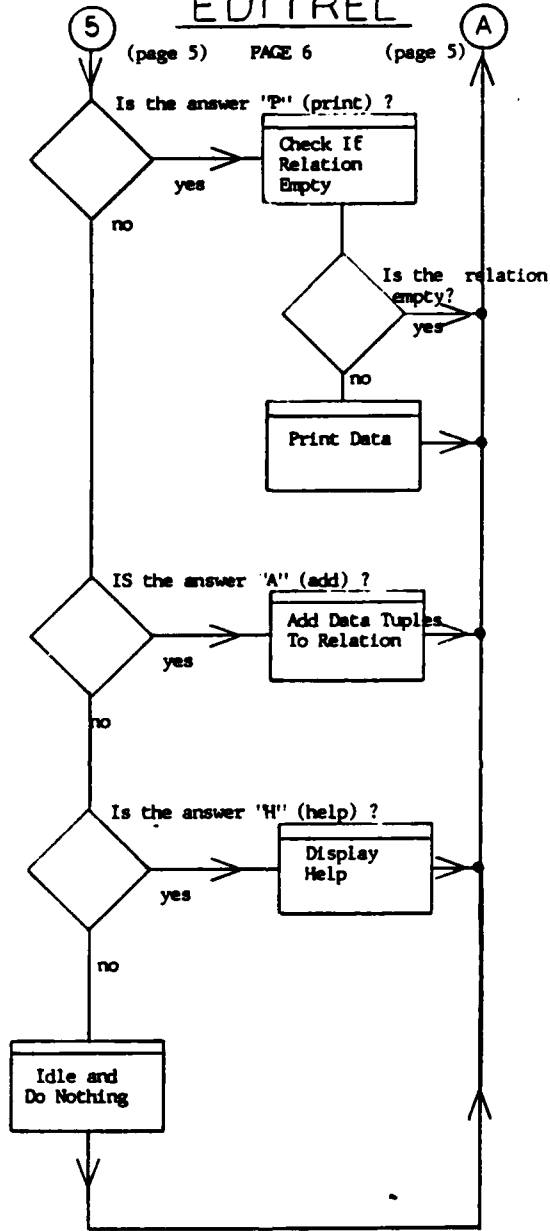 EDITREL
5
A
(page 5) PAGE 6 (page 5)
Is the answer "P" (print) ?
Check If
Relation
Empty
yes
no
Is the relation
empty?
yes
no
Print Data
IS the answer "A" (add) ?
Add Data Tuples
To Relation
yes
no
Is the answer "H" (help) ?
Display
Help
yes
no
Idle and
Do Nothing